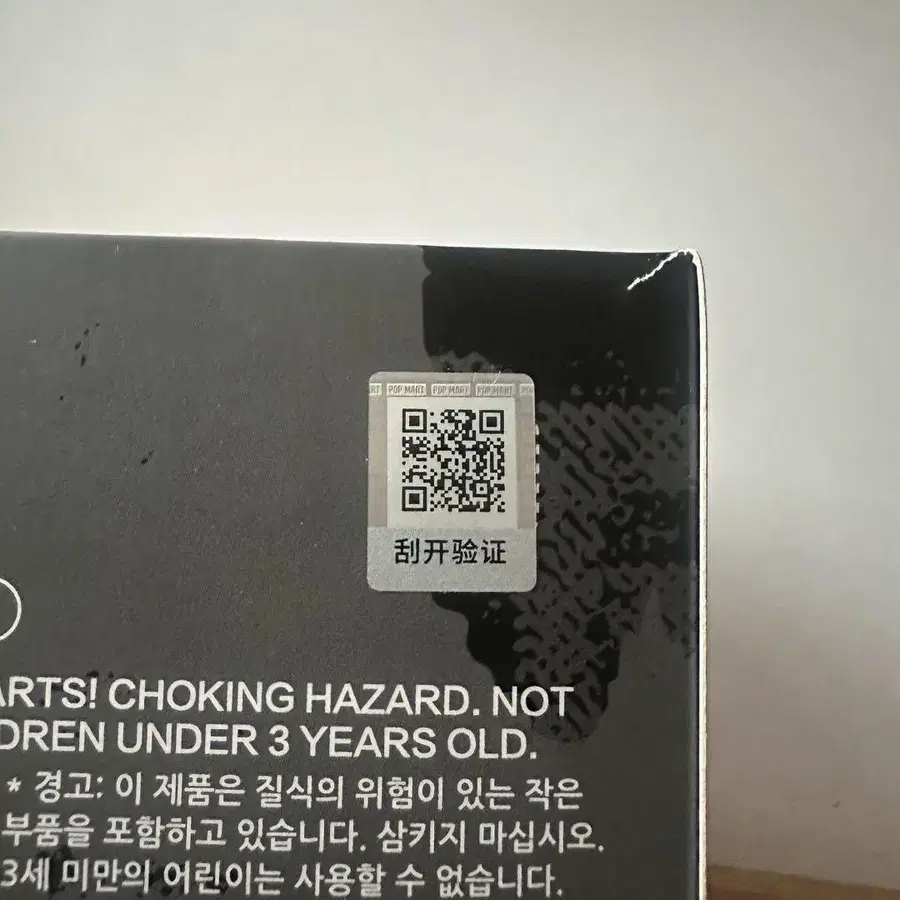 RT POP MART POP MART POP MART PO
刮开验证
ARTS! CHOKING HAZARD. NOT
DREN UNDER 3 YEARS OLD.
* 경고: 이 제품은 질식의 위험이 있는 작은
부품을 포함하고 있습니다. 삼키지 마십시오.
3세 미만의 어린이는 사용할 수 없습니다.